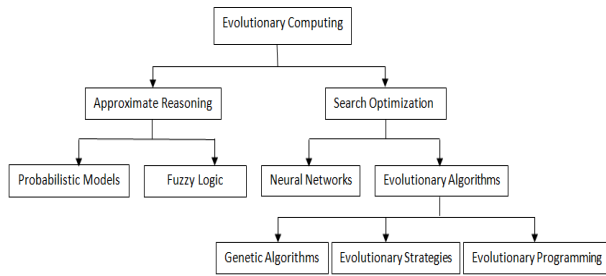 Evolutionary Computing
Approximate Reasoning
Search Optimization
Probabilistic Models
Fuzzy Logic
Neural Networks
Evolutionary Algorithms
Genetic Algorithms
Evolutionary Strategies
Evolutionary Programming